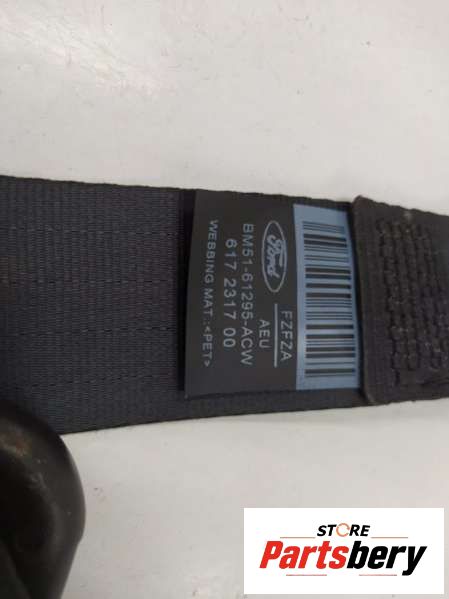 Ford
FZFZA
AEU
BM51-61295-ACW
617 2317 00
WEBBING MAT.:<PET>
STORE
Partsbery